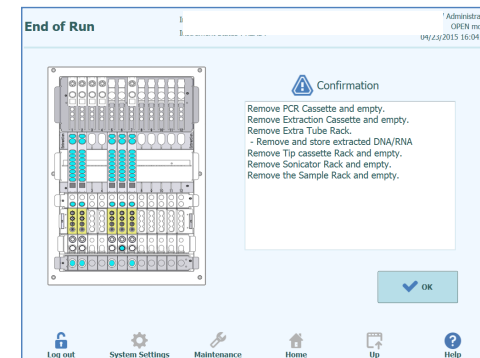 End of Run
Administra
OPEN mo
04/23/2015 16:04
Confirmation
Remove PCR Cassette and empty.
Remove Extraction Cassette and empty.
Remove Extra Tube Rack.
- Remove and store extracted DNA/RNA
Remove Tip cassette Rack and empty.
Remove Sonicator Rack and empty.
Remove the Sample Rack and empty.
OK
Log out
System Settings
Maintenance
Home
Up
Help